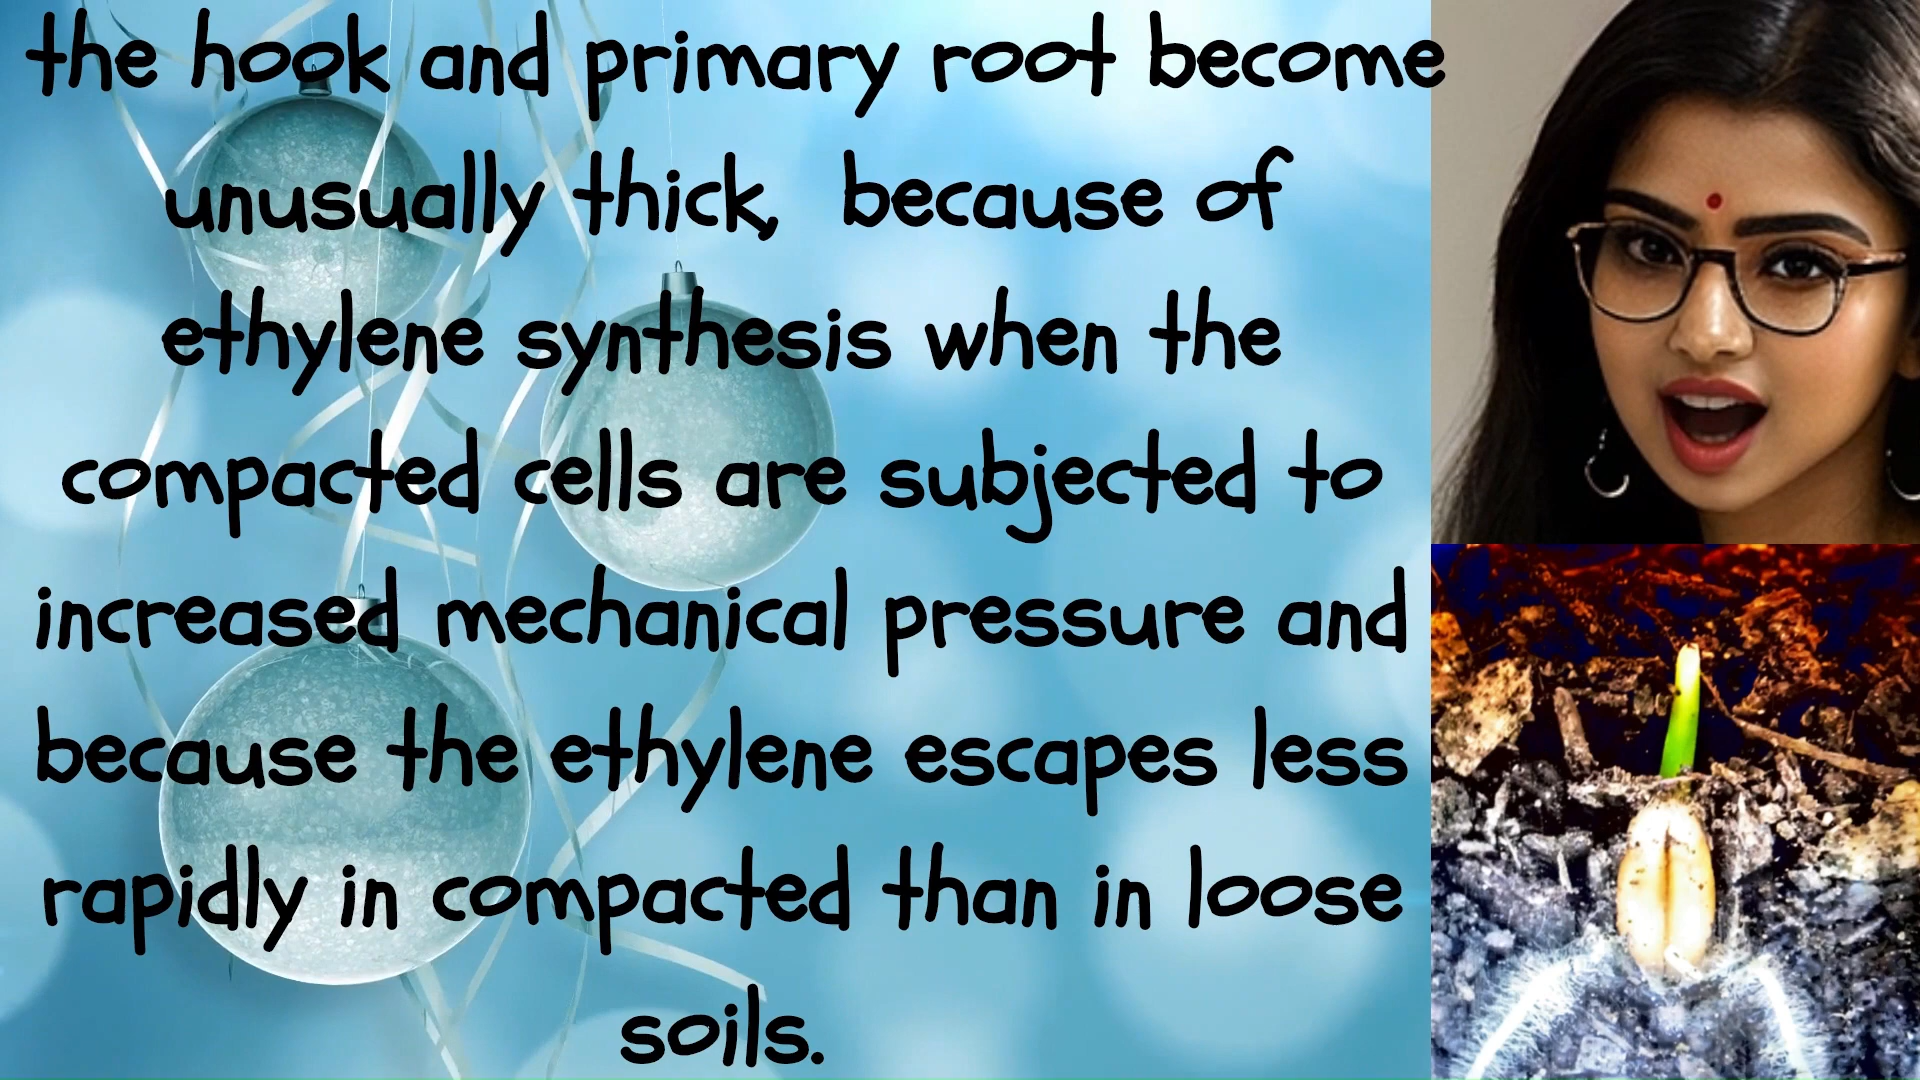 the hook and primary root become
unusually thick, because of
ethylene synthesis when the
compacted cells are subjected to
increased mechanical pressure and
because the ethylene escapes less
rapidly in compacted than in loose
soils.